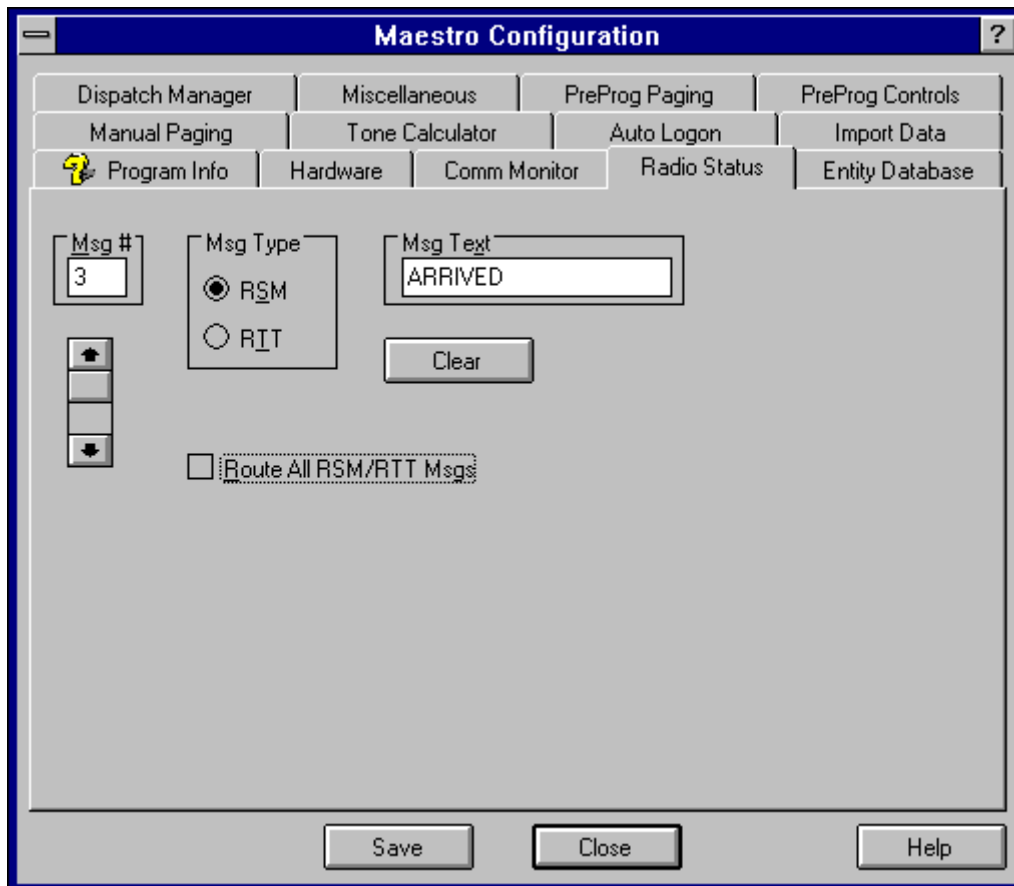 Maestro Configuration ?
Dispatch Manager Miscellaneous PreProg Paging PreProg Controls
Manual Paging Tone Calculator Auto Logon Import Data
Program Info Hardware Comm Monitor Radio Status Entity Database
Msg # Msg Type Msg Text
3 RSM ARRIVED
RTT Clear
Route All RSM/RTT Msgs
Save Close Help